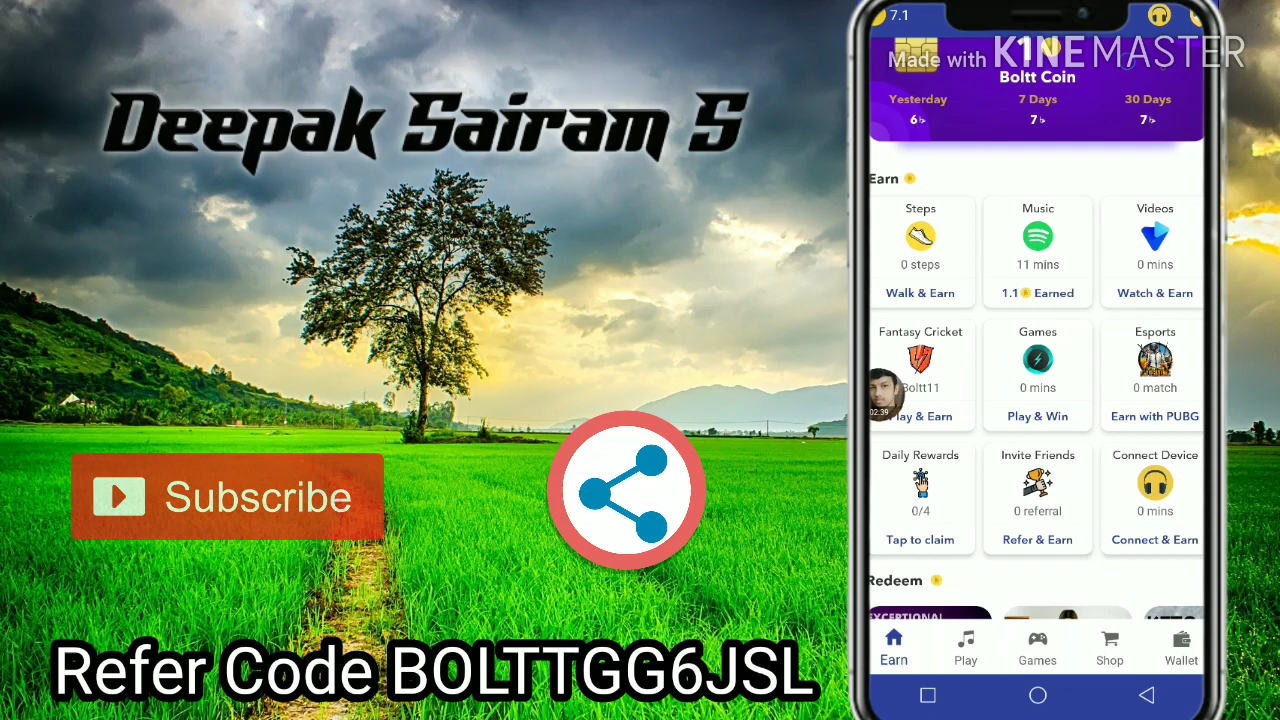 Deepak Sairam S
Subscribe
Refer Code BOLTTGG6JSL
7.1
Made with KINEMASTER
1
Boltt Coin
Yesterday 7 Days 30 Days
6 7 7
Earn
Steps Music Videos
0 steps 11 mins 0 mins
Walk & Earn 1.1 Earned Watch & Earn
Fantasy Cricket Games Esports
Boltt11 0 mins 0 match
02:39
Play & Earn Play & Win Earn with PUBG
Daily Rewards Invite Friends Connect Device
0/4 0 referral 0 mins
Tap to claim Refer & Earn Connect & Earn
Redeem
EXCEPTIONAL
Earn Play Games Shop Wallet